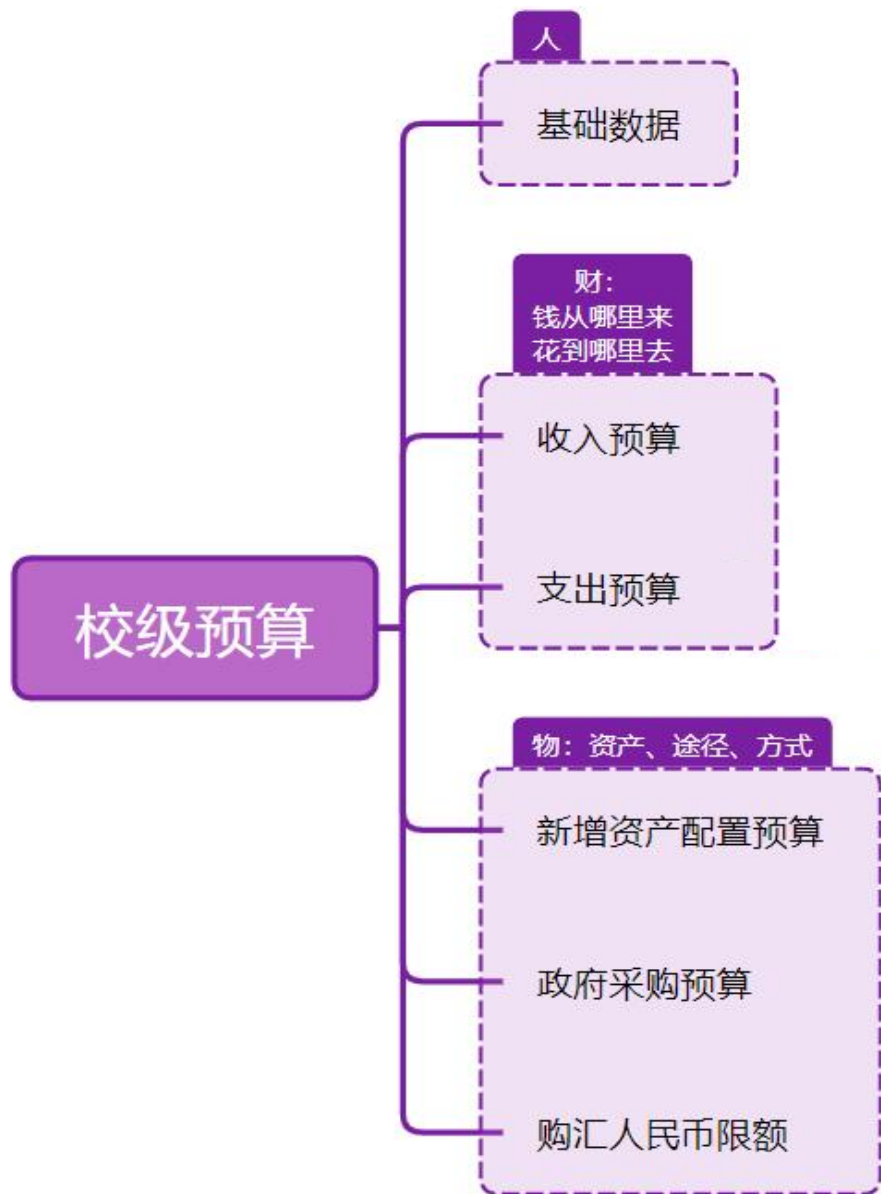 人
基础数据
财：
钱从哪里来
花到哪里去
收入预算
支出预算
校级预算
物：资产、途径、方式
新增资产配置预算
政府采购预算
购汇人民币限额